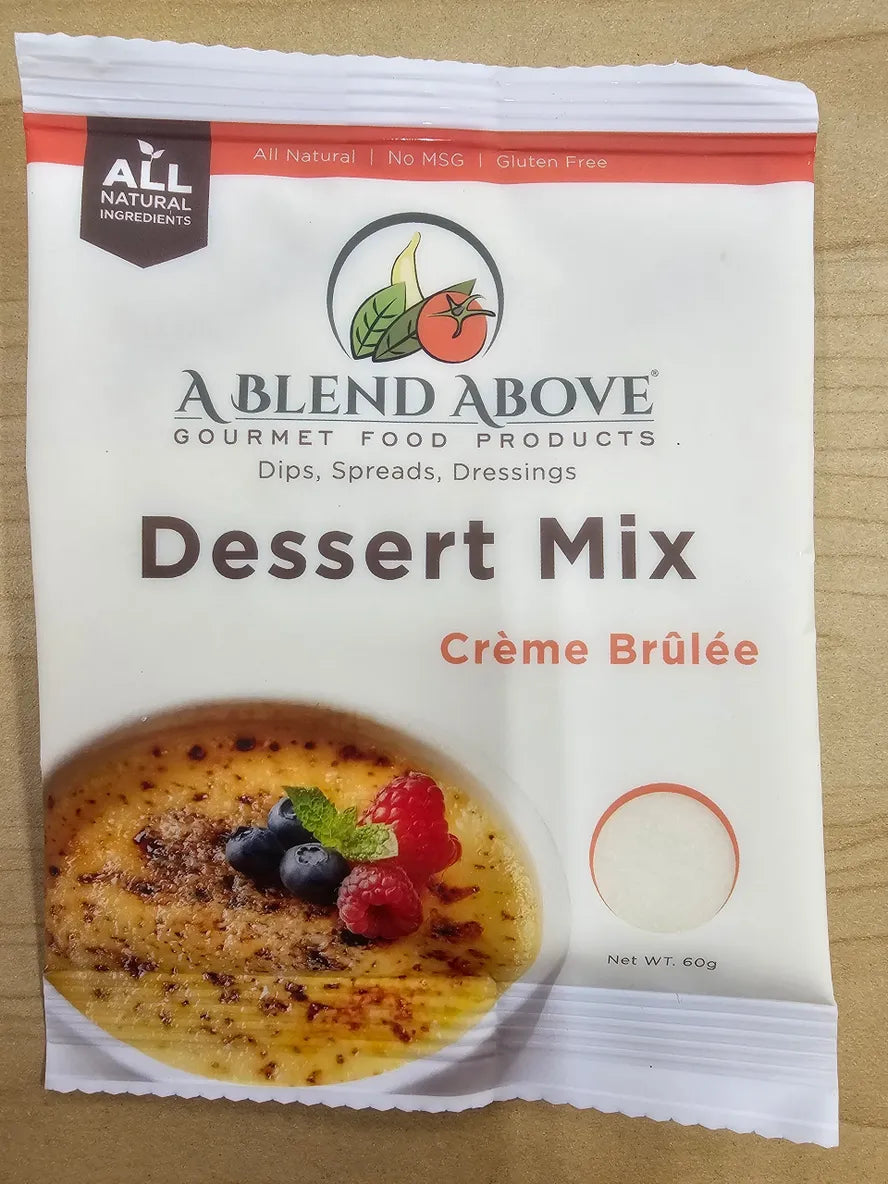 All Natural | No MSG | Gluten Free
ALL
NATURAL
INGREDIENTS
A BLEND ABOVE®
GOURMET FOOD PRODUCTS
Dips, Spreads, Dressings
Dessert Mix
Crème Brûlée
Net WT. 60g